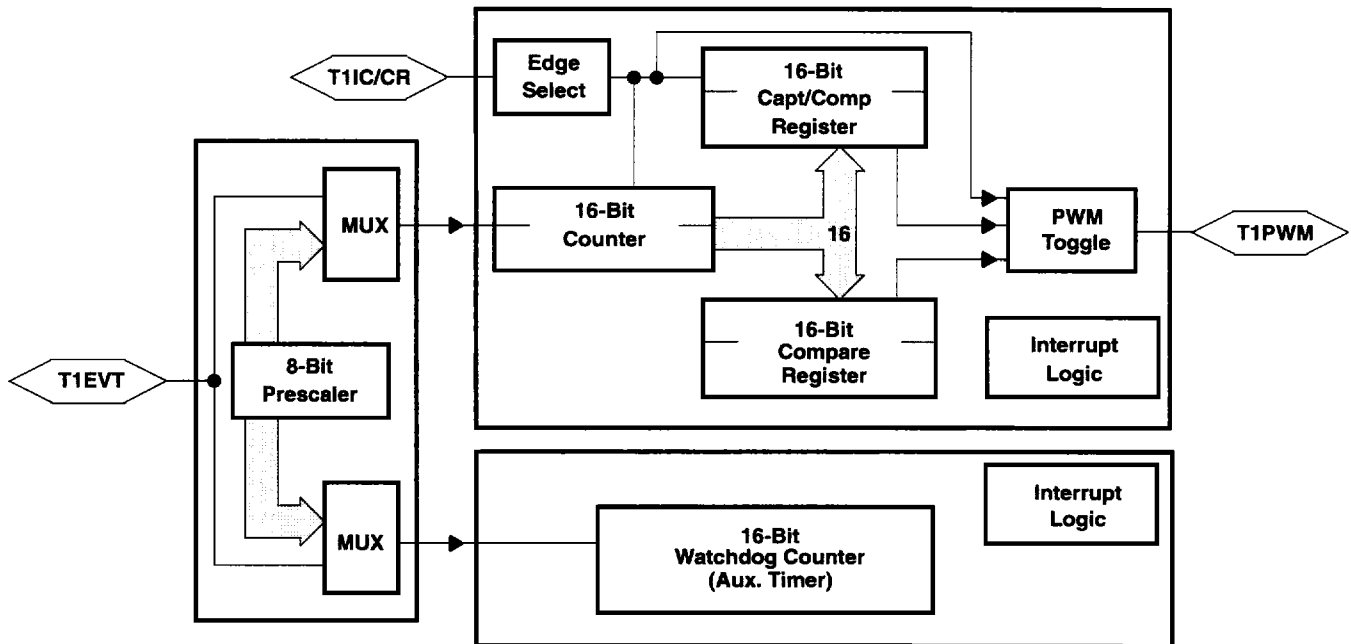 T1IC/CR
Edge
Select
16-Bit
Capt/Comp
Register
MUX
16-Bit
Counter
16
PWM
Toggle
T1PWM
T1EVT
8-Bit
Prescaler
16-Bit
Compare
Register
Interrupt
Logic
MUX
16-Bit
Watchdog Counter
(Aux. Timer)
Interrupt
Logic